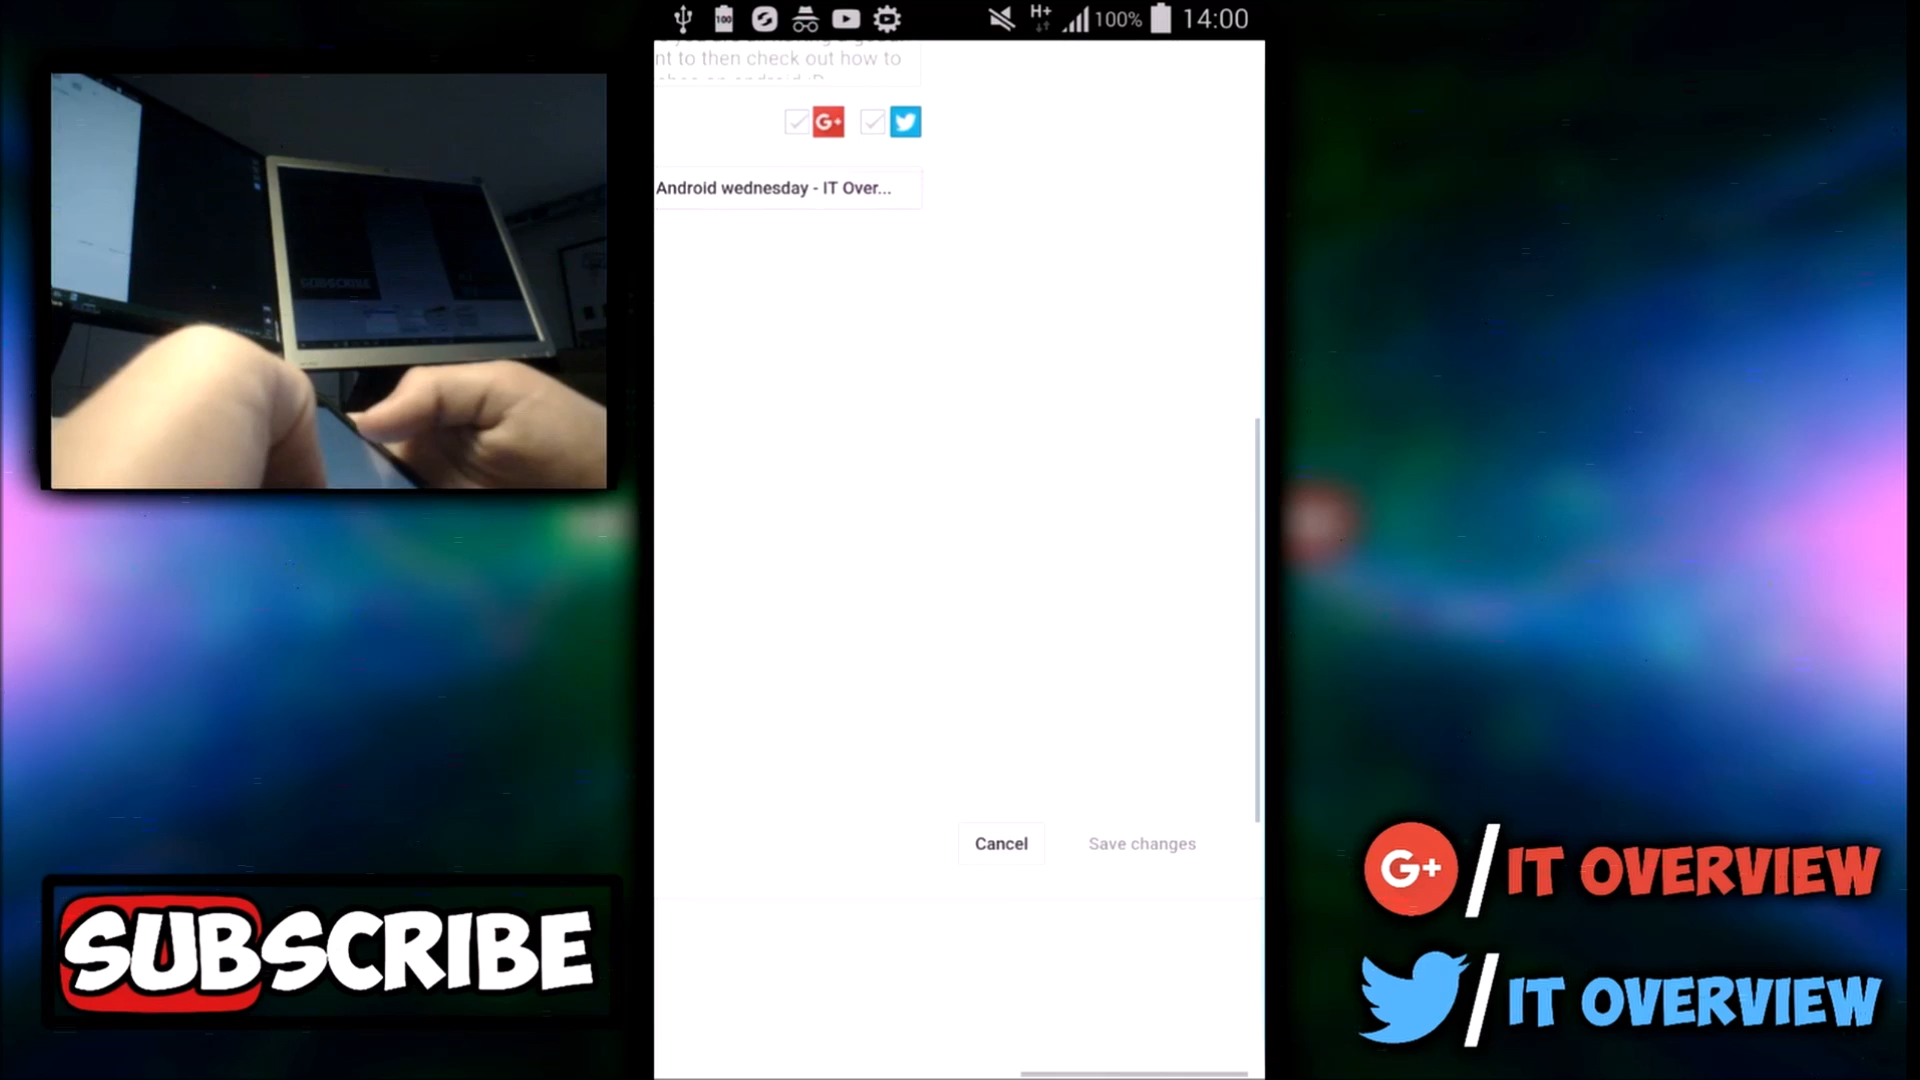 100
H+
100%
14:00
nt to then check out how to
G+
Android wednesday - IT Over...
Cancel
Save changes
SUBSCRIBE
G+ / IT OVERVIEW
/ IT OVERVIEW